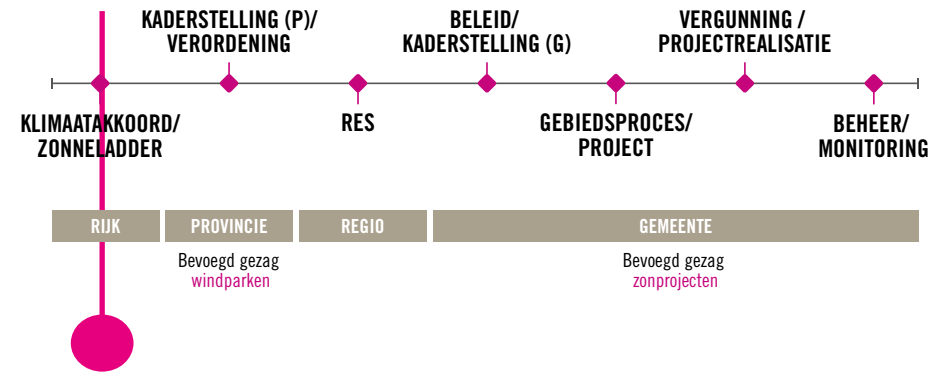 KADERSTELLING (P)/
VERORDENING
BELEID/
KADERSTELLING (G)
VERGUNNING /
PROJECTREALISATIE
KLIMAATAKKOORD/
ZONNELADDER
RES
GEBIEDSPROCES/
PROJECT
BEHEER/
MONITORING
RIJK
PROVINCIE
REGIO
GEMEENTE
Bevoegd gezag
windparken
Bevoegd gezag
zonprojecten